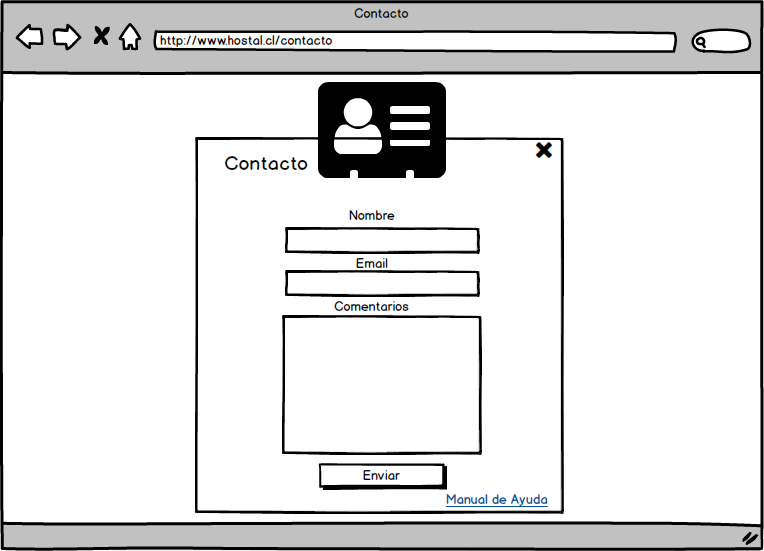 Contacto
http://www.hostal.cl/contacto
Contacto
Nombre
Email
Comentarios
Enviar
Manual de Ayuda